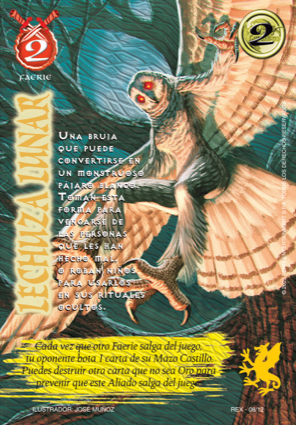 2
2
FAERIE
LECHUZA LUNAR
UNA BRUJA
QUE PUEDE
CONVERTIRSE EN
UN MONSTRUOSO
PÁJARO BLANCO.
TOMAN ESTA
FORMA PARA
VENGARSE DE
LAS PERSONAS
QUE LES HAN
HECHO MAL,
O ROBAN NIÑOS
PARA USARLOS
EN SUS RITUALES
OCULTOS.
Cada vez que otro Faerie salga del juego,
tu oponente bota 1 carta de su Mazo Castillo.
Puedes destruir otra carta que no sea Oro para
prevenir que este Aliado salga del juego.
ILUSTRADOR: JOSÉ MUÑOZ
REX - 08/12